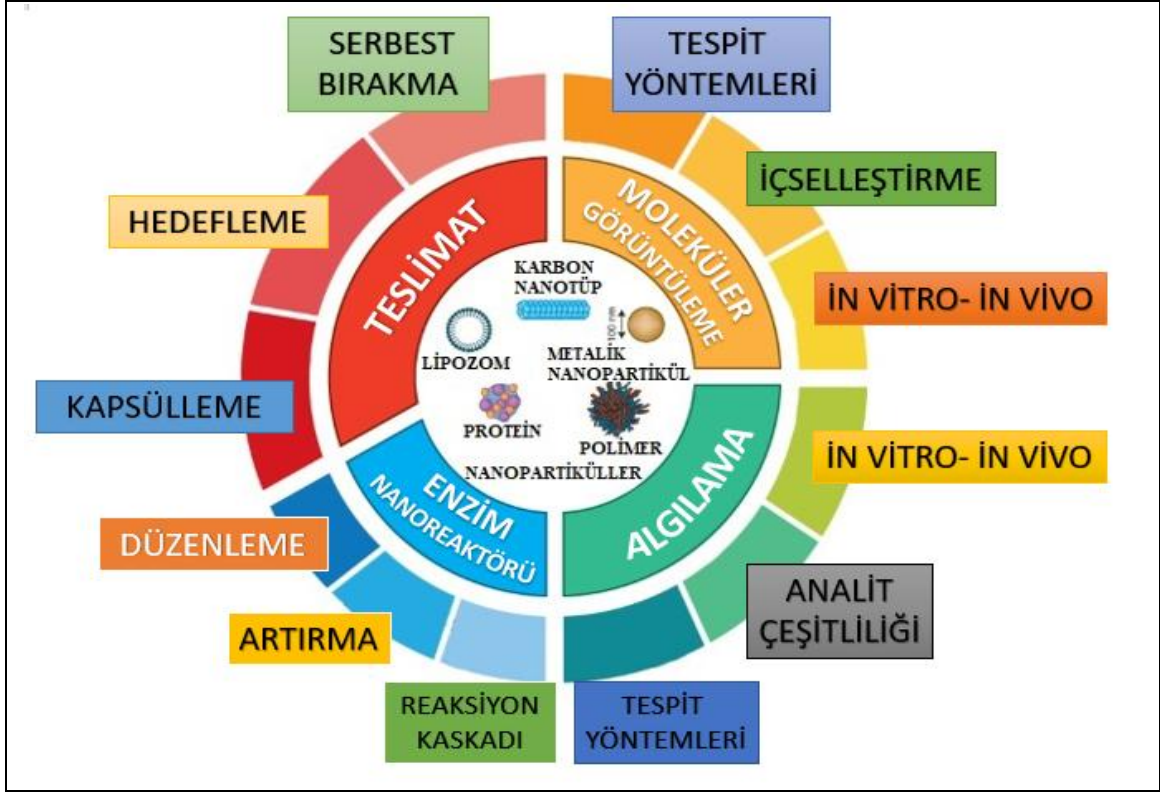 SERBEST
BIRAKMA
TESPİT
YÖNTEMLERİ
İÇSELLEŞTİRME
HEDEFLEME
İN VİTRO- İN VİVO
KAPSÜLLEME
İN VİTRO- İN VİVO
DÜZENLEME
ANALİT
ÇEŞİTLİLİĞİ
ARTIRMA
REAKSİYON
KASKADI
TESPİT
YÖNTEMLERİ
TESLİMAT
MOLEKÜLER
GÖRÜNTÜLEME
ENZİM
NANOREAKTÖRÜ
ALGILAMA
KARBON
NANOTÜP
LİPOZOM
~100 nm
METALİK
NANOPARTİKÜL
PROTEİN
POLİMER
NANOPARTİKÜLLER